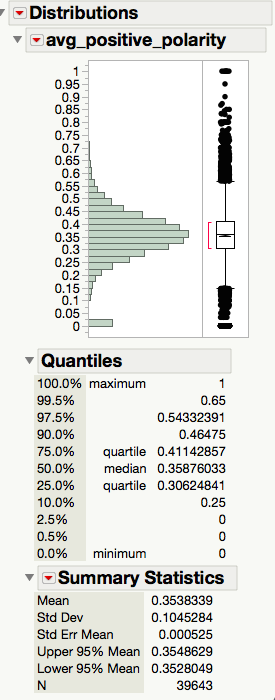 Distributions
avg_positive_polarity
1
0.95
0.9
0.85
0.8
0.75
0.7
0.65
0.6
0.55
0.5
0.45
0.4
0.35
0.3
0.25
0.2
0.15
0.1
0.05
0
Quantiles
100.0% maximum 1
99.5% 0.65
97.5% 0.54332391
90.0% 0.46475
75.0% quartile 0.41142857
50.0% median 0.35876033
25.0% quartile 0.30624841
10.0% 0.25
2.5% 0
0.5% 0
0.0% minimum 0
Summary Statistics
Mean 0.3538339
Std Dev 0.1045284
Std Err Mean 0.000525
Upper 95% Mean 0.3548629
Lower 95% Mean 0.3528049
N 39643